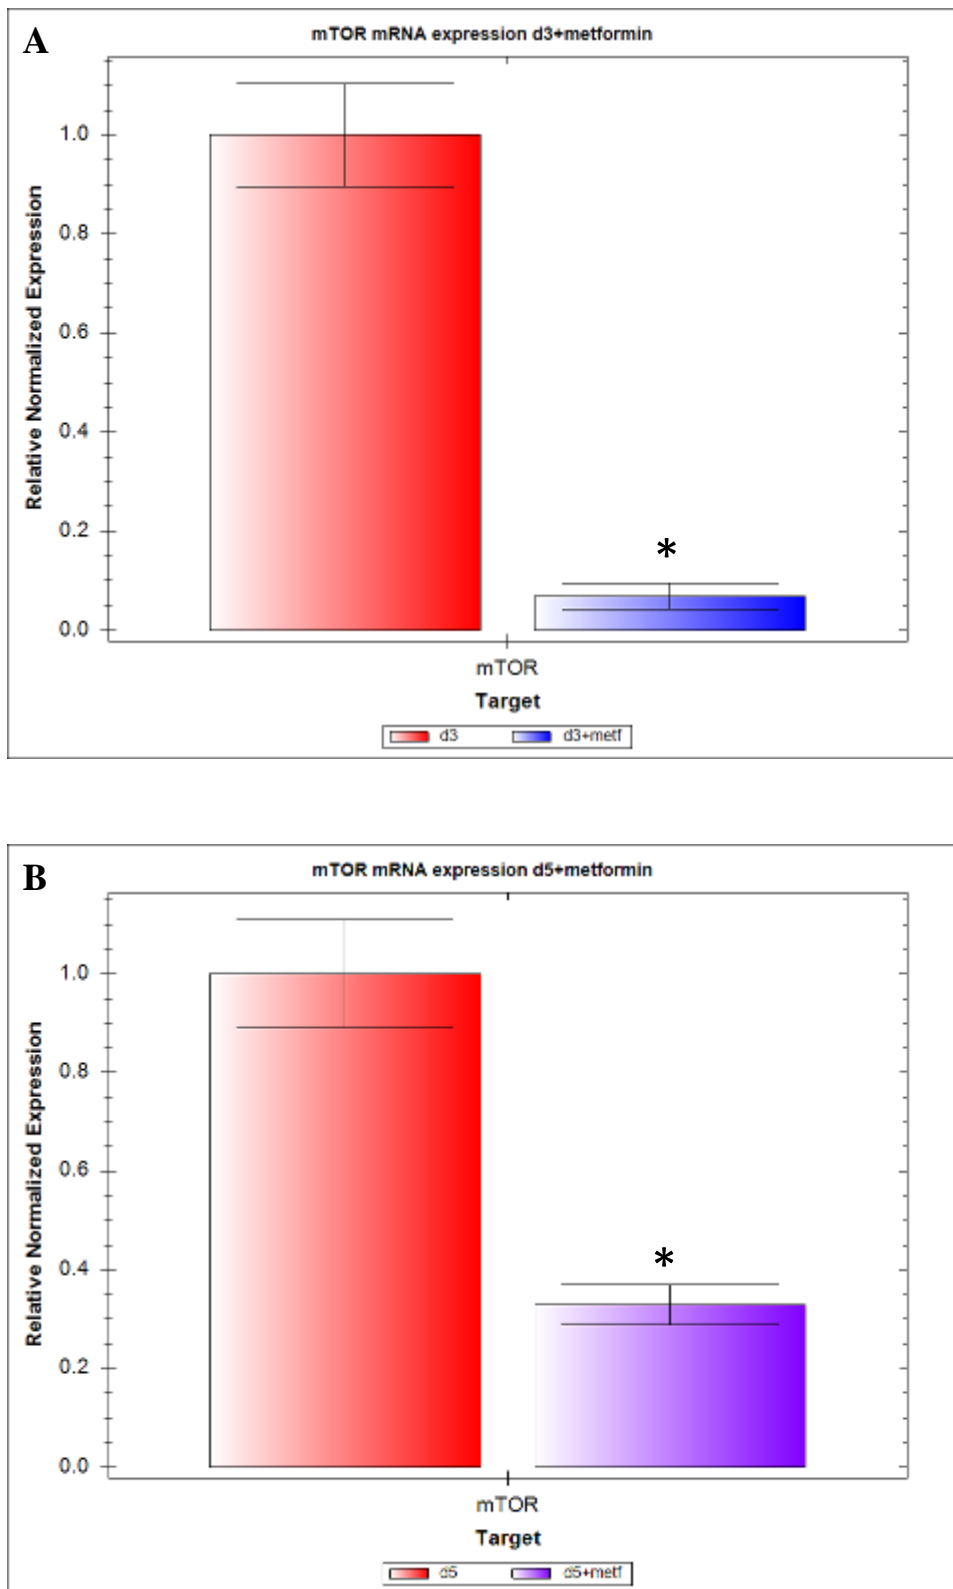 A
mTOR mRNA expression d3+metformin
Relative Normalized Expression
1.0
0.8
0.6
0.4
0.2
0.0
*
mTOR
Target
d3 d3+metf
B
mTOR mRNA expression d5+metformin
Relative Normalized Expression
1.0
0.8
0.6
0.4
0.2
0.0
*
mTOR
Target
d5 d5+metf